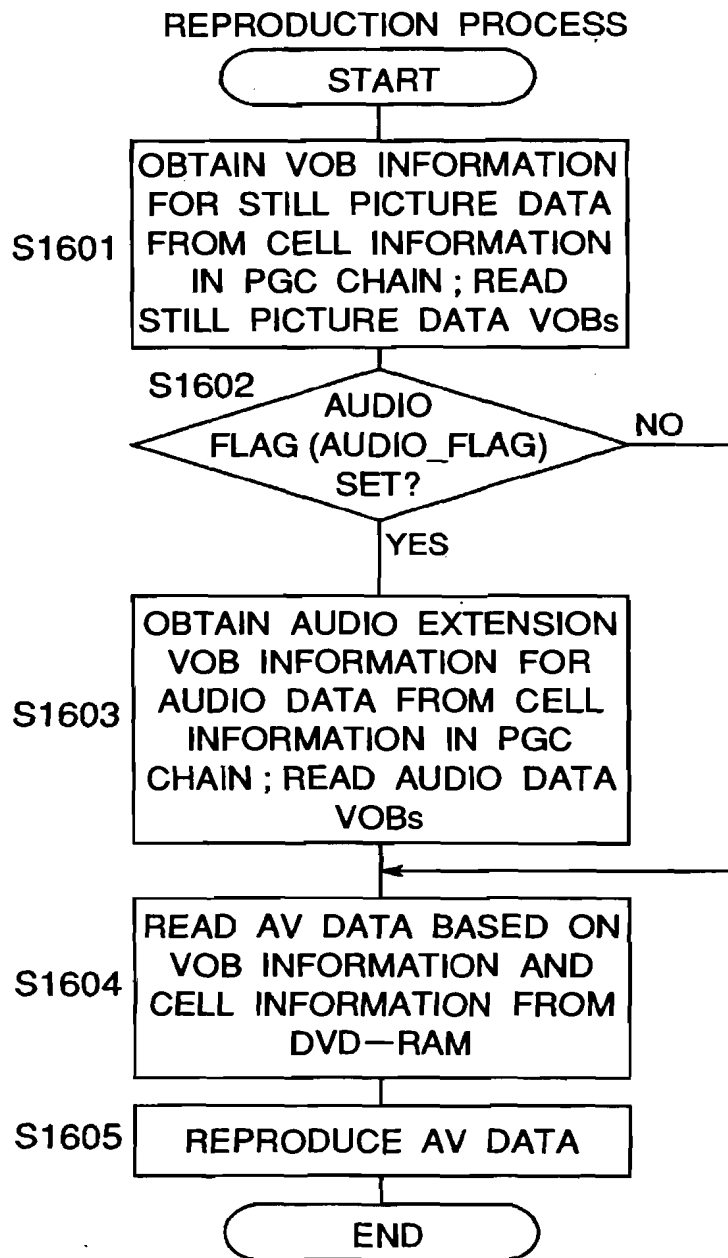 REPRODUCTION PROCESS
START
S1601
OBTAIN VOB INFORMATION
FOR STILL PICTURE DATA
FROM CELL INFORMATION
IN PGC CHAIN ; READ
STILL PICTURE DATA VOBs
S1602
AUDIO
FLAG (AUDIO_FLAG)
SET?
NO
YES
S1603
OBTAIN AUDIO EXTENSION
VOB INFORMATION FOR
AUDIO DATA FROM CELL
INFORMATION IN PGC
CHAIN ; READ AUDIO DATA
VOBs
S1604
READ AV DATA BASED ON
VOB INFORMATION AND
CELL INFORMATION FROM
DVD-RAM
S1605
REPRODUCE AV DATA
END